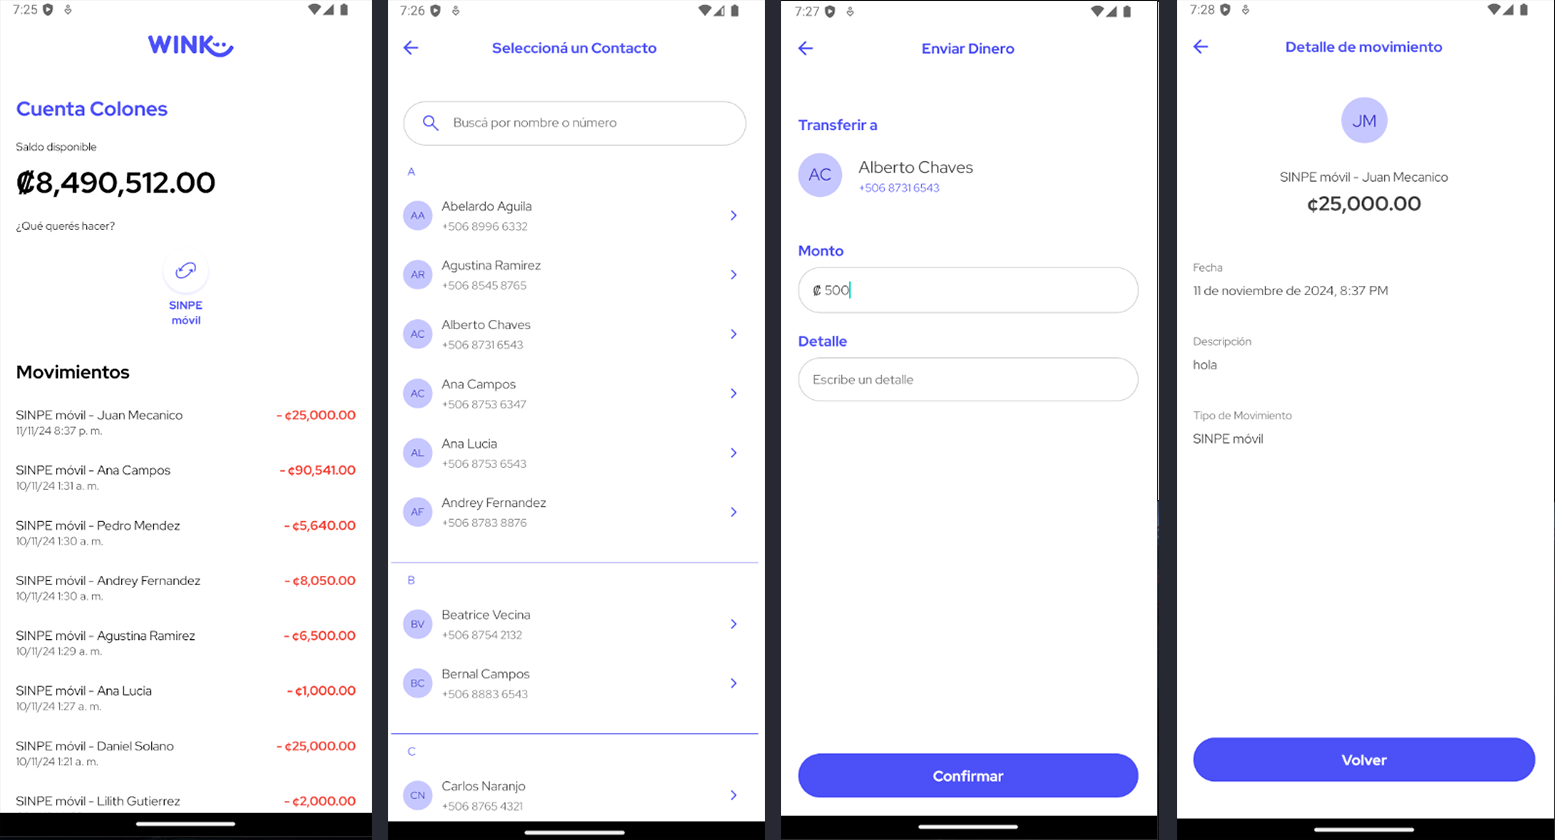 7:25
WINK
Cuenta Colones
Saldo disponible
₡8,490,512.00
¿Qué querés hacer?
SINPE
móvil
Movimientos
SINPE móvil - Juan Mecanico
- ¢25,000.00
11/11/24 8:37 p. m.
SINPE móvil - Ana Campos
- ¢90,541.00
10/11/24 1:31 a. m.
SINPE móvil - Pedro Mendez
- ¢5,640.00
10/11/24 1:30 a. m.
SINPE móvil - Andrey Fernandez
- ¢8,050.00
10/11/24 1:30 a. m.
SINPE móvil - Agustina Ramirez
- ¢6,500.00
10/11/24 1:29 a. m.
SINPE móvil - Ana Lucia
- ¢1,000.00
10/11/24 1:27 a. m.
SINPE móvil - Daniel Solano
- ¢25,000.00
10/11/24 1:21 a. m.
SINPE móvil - Lilith Gutierrez
- ¢2,000.00
7:26
Seleccioná un Contacto
Buscá por nombre o número
A
AA
Abelardo Aguila
+506 8996 6332
AR
Agustina Ramirez
+506 8545 8765
AC
Alberto Chaves
+506 8731 6543
AC
Ana Campos
+506 8753 6347
AL
Ana Lucia
+506 8753 6543
AF
Andrey Fernandez
+506 8783 8876
B
BV
Beatrice Vecina
+506 8754 2132
BC
Bernal Campos
+506 8883 6543
C
CN
Carlos Naranjo
+506 8765 4321
7:27
Enviar Dinero
Transferir a
AC
Alberto Chaves
+506 8731 6543
Monto
₡ 500
Detalle
Escribe un detalle
Confirmar
7:28
Detalle de movimiento
JM
SINPE móvil - Juan Mecanico
¢25,000.00
Fecha
11 de noviembre de 2024, 8:37 PM
Descripción
hola
Tipo de Movimiento
SINPE móvil
Volver